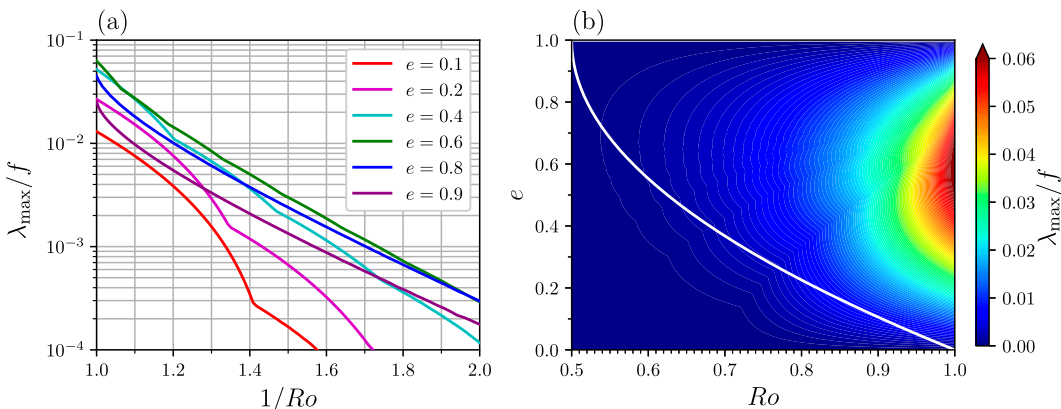 (a)
10⁻¹
10⁻²
10⁻³
10⁻⁴
λmax/f
1.0 1.2 1.4 1.6 1.8 2.0
1/Ro
e = 0.1
e = 0.2
e = 0.4
e = 0.6
e = 0.8
e = 0.9
(b)
1.0
0.8
0.6
0.4
0.2
0.0
e
0.5 0.6 0.7 0.8 0.9 1.0
Ro
0.06
0.05
0.04
0.03
0.02
0.01
0.00
λmax/f